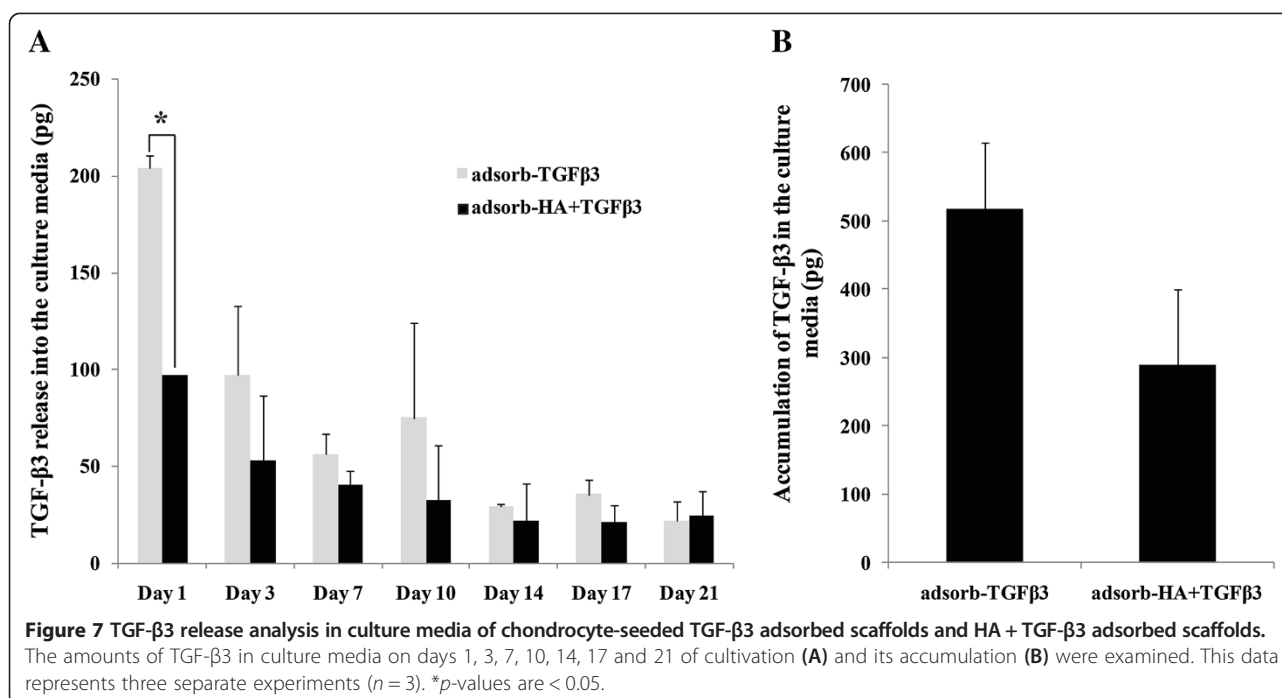 A
TGF-β3 release into the culture media (pg)
250
200
150
100
50
0
*
adsorb-TGFβ3
adsorb-HA+TGFβ3
Day 1 Day 3 Day 7 Day 10 Day 14 Day 17 Day 21
B
Accumulation of TGF-β3 in the culture
media (pg)
700
600
500
400
300
200
100
0
adsorb-TGFβ3 adsorb-HA+TGFβ3
Figure 7 TGF-β3 release analysis in culture media of chondrocyte-seeded TGF-β3 adsorbed scaffolds and HA + TGF-β3 adsorbed scaffolds.
The amounts of TGF-β3 in culture media on days 1, 3, 7, 10, 14, 17 and 21 of cultivation (A) and its accumulation (B) were examined. This data
represents three separate experiments (n = 3). *p-values are < 0.05.